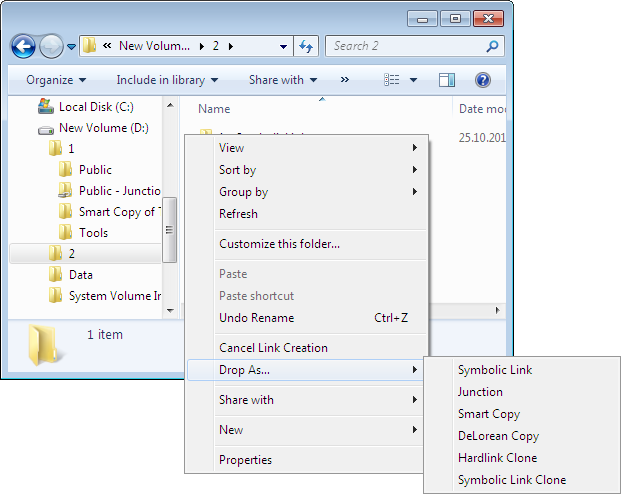 « New Volum... 2
Search 2
Organize Include in library Share with »
Local Disk (C:)
New Volume (D:)
1
Public
Public - Junctio
Smart Copy of T
Tools
2
Data
System Volume Ir
Name Date mo
25.10.201
1 item
View
Sort by
Group by
Refresh
Customize this folder...
Paste
Paste shortcut
Undo Rename Ctrl+Z
Cancel Link Creation
Drop As...
Share with
New
Properties
Symbolic Link
Junction
Smart Copy
DeLorean Copy
Hardlink Clone
Symbolic Link Clone